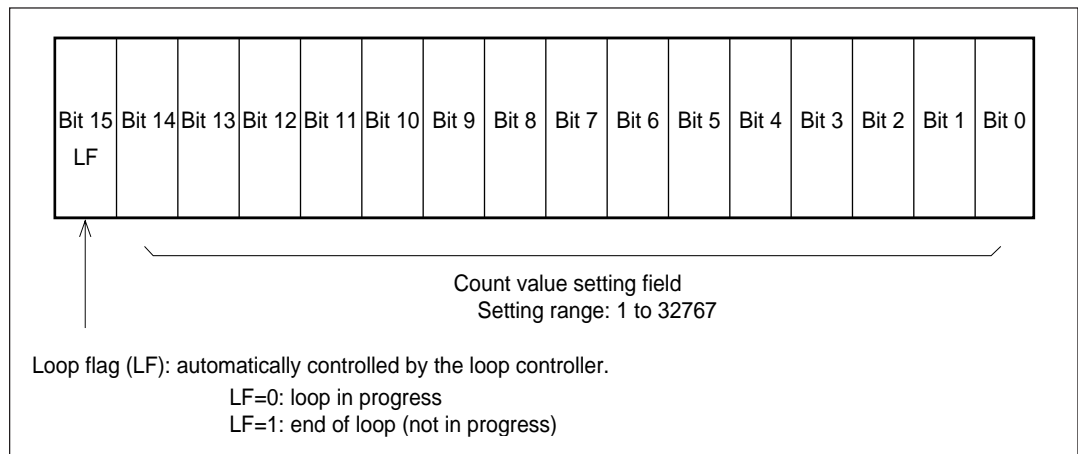 Bit 15 Bit 14 Bit 13 Bit 12 Bit 11 Bit 10 Bit 9 Bit 8 Bit 7 Bit 6 Bit 5 Bit 4 Bit 3 Bit 2 Bit 1 Bit 0
LF
Count value setting field
Setting range: 1 to 32767
Loop flag (LF): automatically controlled by the loop controller.
LF=0: loop in progress
LF=1: end of loop (not in progress)